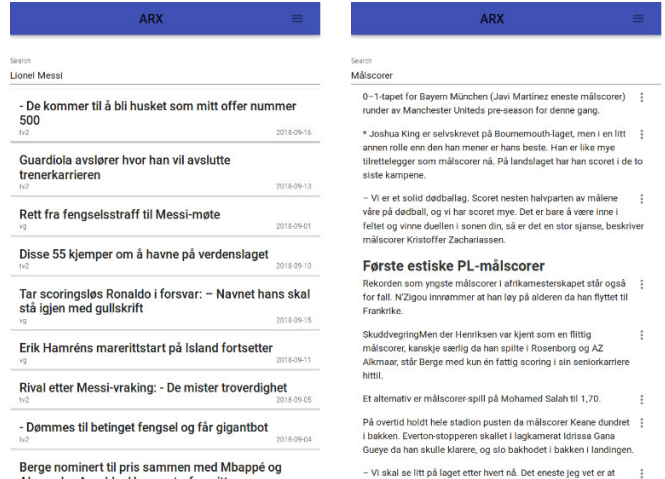 ARX
Search
Lionel Messi
- De kommer til å bli husket som mitt offer nummer
500
tv2 2018-09-16
Guardiola avslører hvor han vil avslutte
trenerkarrieren
tv2 2018-09-13
Rett fra fengselsstraff til Messi-møte
vg 2018-09-01
Disse 55 kjemper om å havne på verdenslaget
tv2 2018-09-10
Tar scoringsløs Ronaldo i forsvar: – Navnet hans skal
stå igjen med gullskrift
vg 2018-09-15
Erik Hamréns marerittstart på Island fortsetter
vg 2018-09-11
Rival etter Messi-vraking: - De mister troverdighet
tv2 2018-09-05
- Dømmes til betinget fengsel og får gigantbot
tv2 2018-09-04
Berge nominert til pris sammen med Mbappé og
ARX
Search
Målscorer
0–1-tapet for Bayern München (Javi Martínez eneste målscorer)
runder av Manchester Uniteds pre-season for denne gang.
* Joshua King er selvskrevet på Bournemouth-laget, men i en litt
annen rolle enn den han mener er hans beste. Han er like mye
tilrettelegger som målscorer nå. På landslaget har han scoret i de to
siste kampene.
– Vi er et solid dødballag. Scoret nesten halvparten av målene
våre på dødball, og vi har scoret mye. Det er bare å være inne i
feltet og vinne duellen i sonen din, så er det en stor sjanse, beskriver
målscorer Kristoffer Zachariassen.
Første estiske PL-målscorer
Rekorden som yngste målscorer i afrikamesterskapet står også
for fall. N'Zigou innrømmer at han løy på alderen da han flyttet til
Frankrike.
SkuddvegringMen der Henriksen var kjent som en flittig
målscorer, kanskje særlig da han spilte i Rosenborg og AZ
Alkmaar, står Berge med kun én fattig scoring i sin seniorkarriere
hittil.
Et alternativ er målscorer-spill på Mohamed Salah til 1,70.
På overtid holdt hele stadion pusten da målscorer Keane dundret
i bakken. Everton-stopperen skallet i lagkamerat Idrissa Gana
Gueye da han skulle klarere, og slo bakhodet i bakken i landingen.
– Vi skal se litt på laget etter hvert nå. Det eneste jeg vet er at